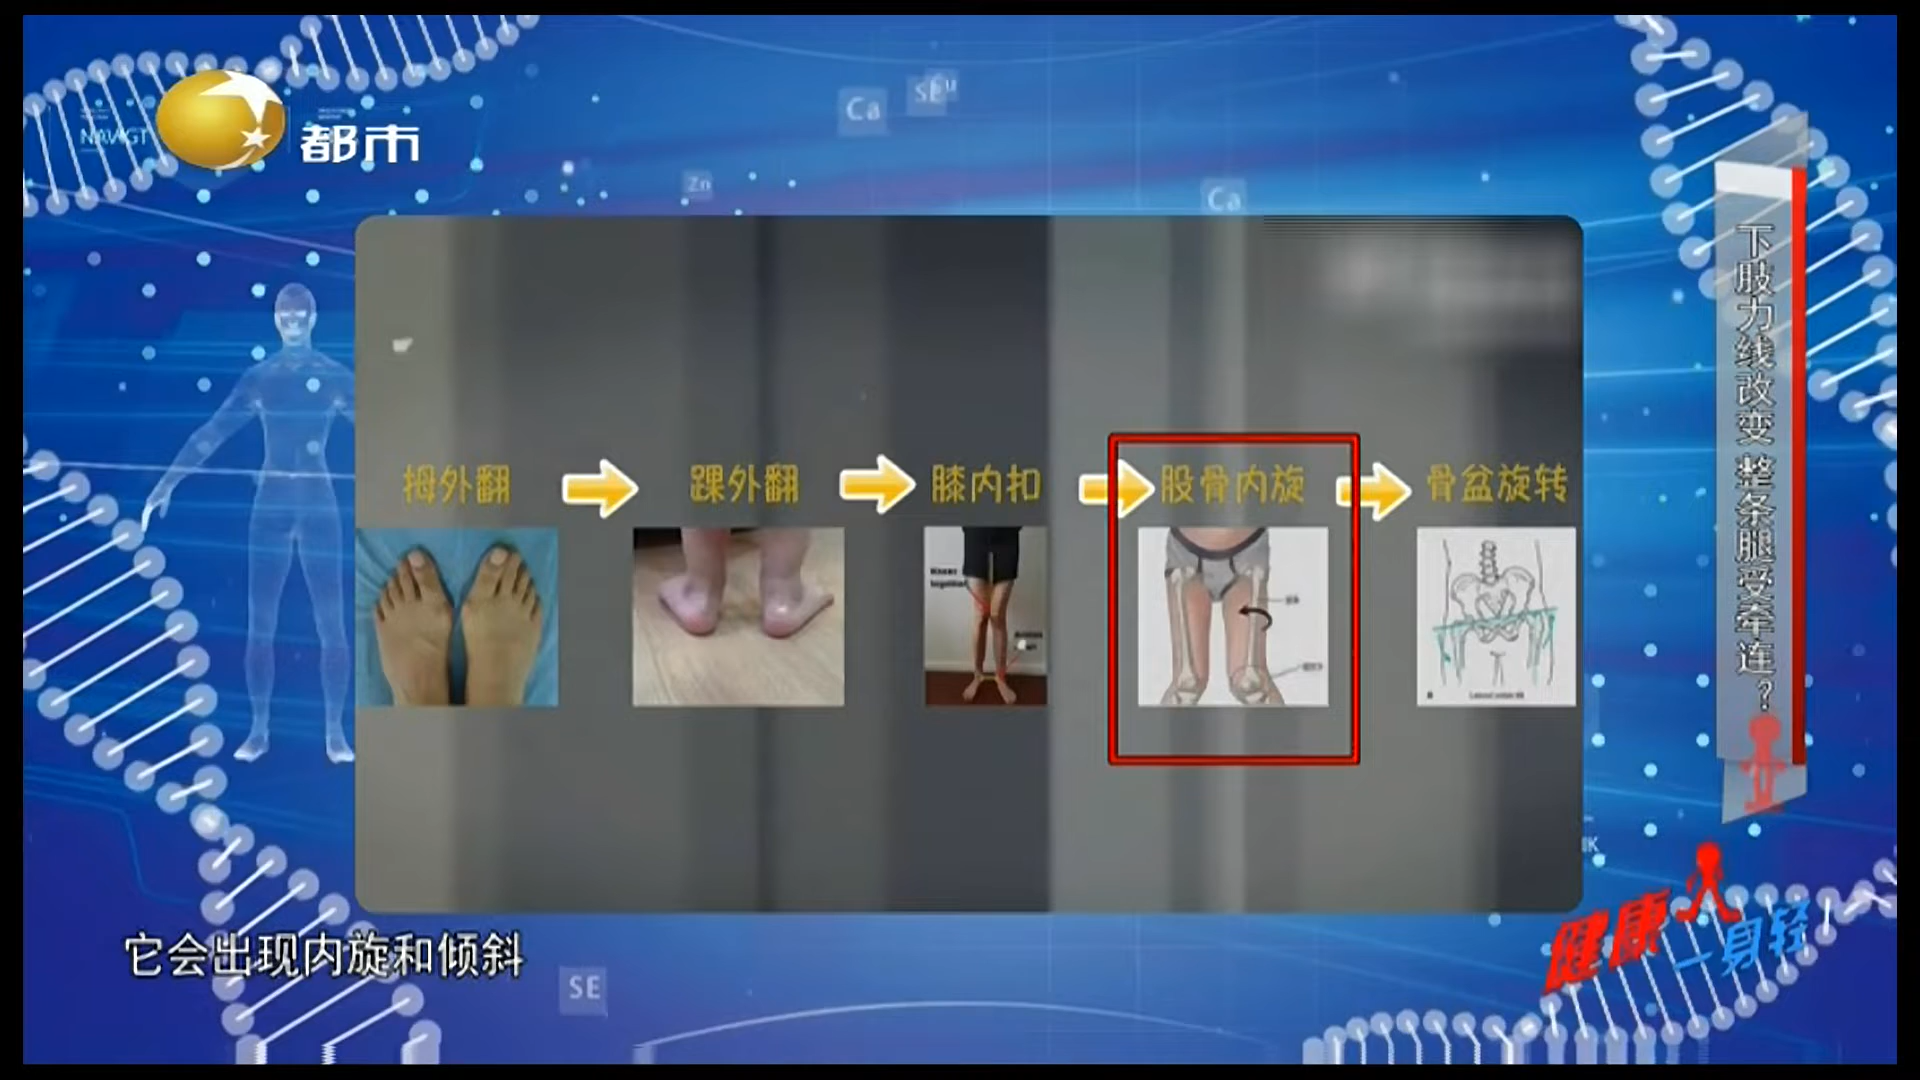 NAVIGT
都市
Ca
SE
Zn
Ca
拇外翻
踝外翻
膝内扣
股骨内旋
骨盆旋转
下肢力线改变 整条腿受牵连？
它会出现内旋和倾斜
SE
健康人
一身轻